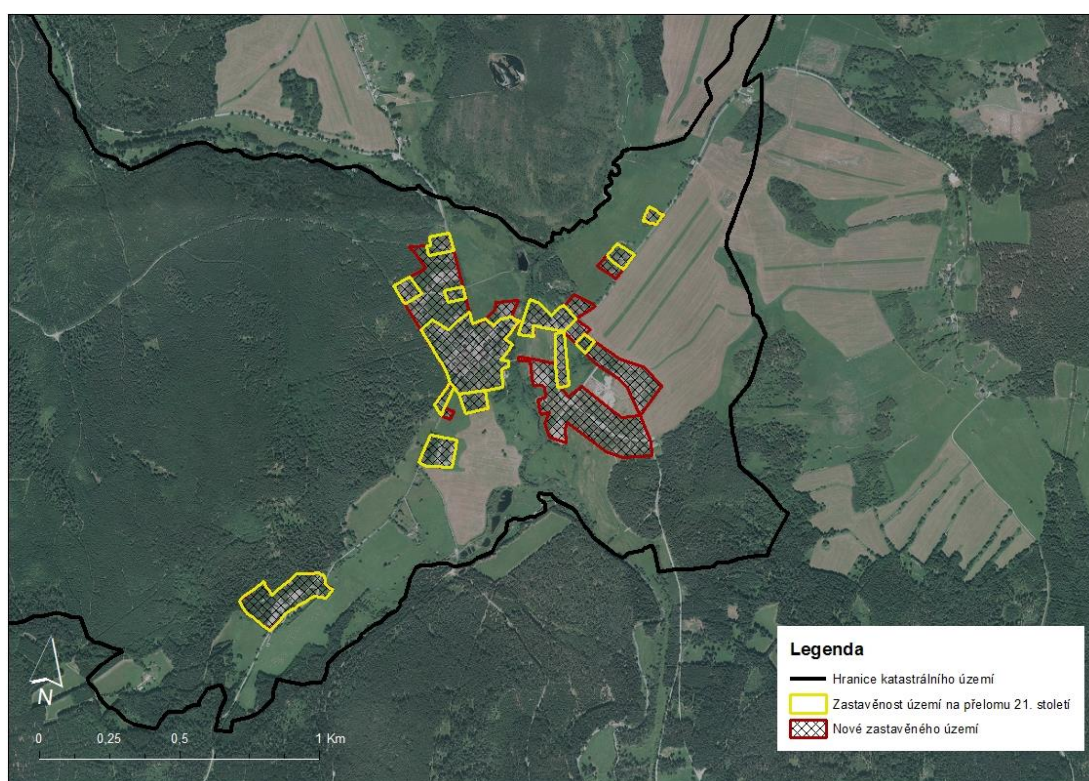 Legenda
Hranice katastrálního území
Zastavěnost území na přelomu 21. století
Nové zastavěného území
N
0 0,25 0,5 1 Km